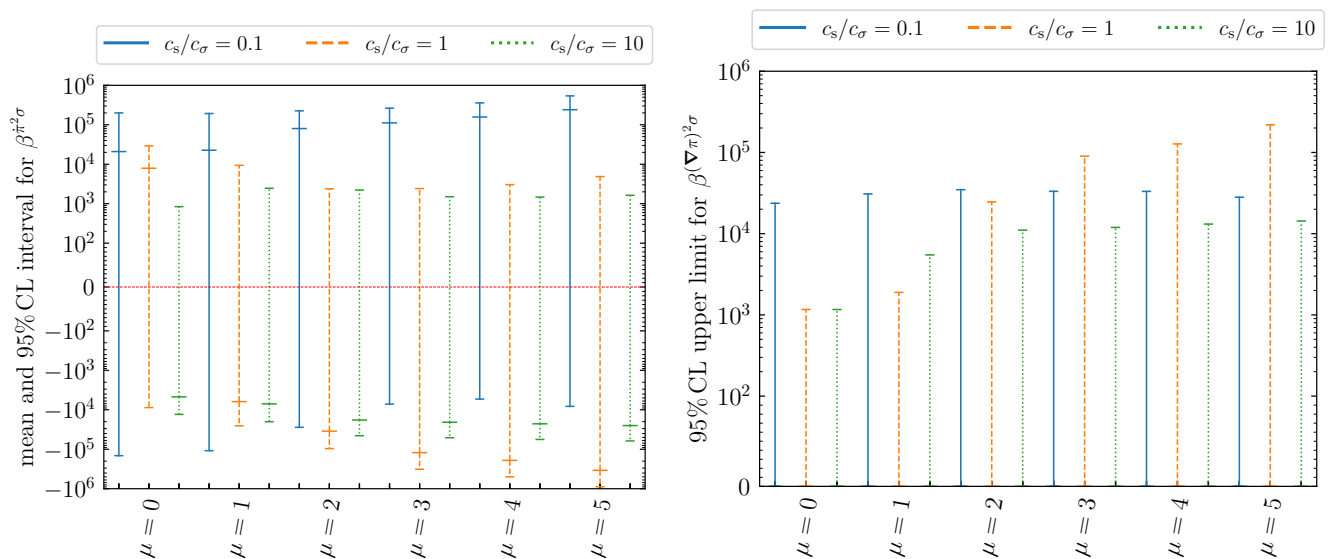 c_s/c_σ = 0.1 c_s/c_σ = 1 c_s/c_σ = 10
mean and 95% CL interval for β^{π̇²σ}
10^6
10^5
10^4
10^3
10^2
0
−10^2
−10^3
−10^4
−10^5
−10^6
μ = 0 μ = 1 μ = 2 μ = 3 μ = 4 μ = 5
c_s/c_σ = 0.1 c_s/c_σ = 1 c_s/c_σ = 10
95% CL upper limit for β^{(∇π)²σ}
10^6
10^5
10^4
10^3
10^2
0
μ = 0 μ = 1 μ = 2 μ = 3 μ = 4 μ = 5